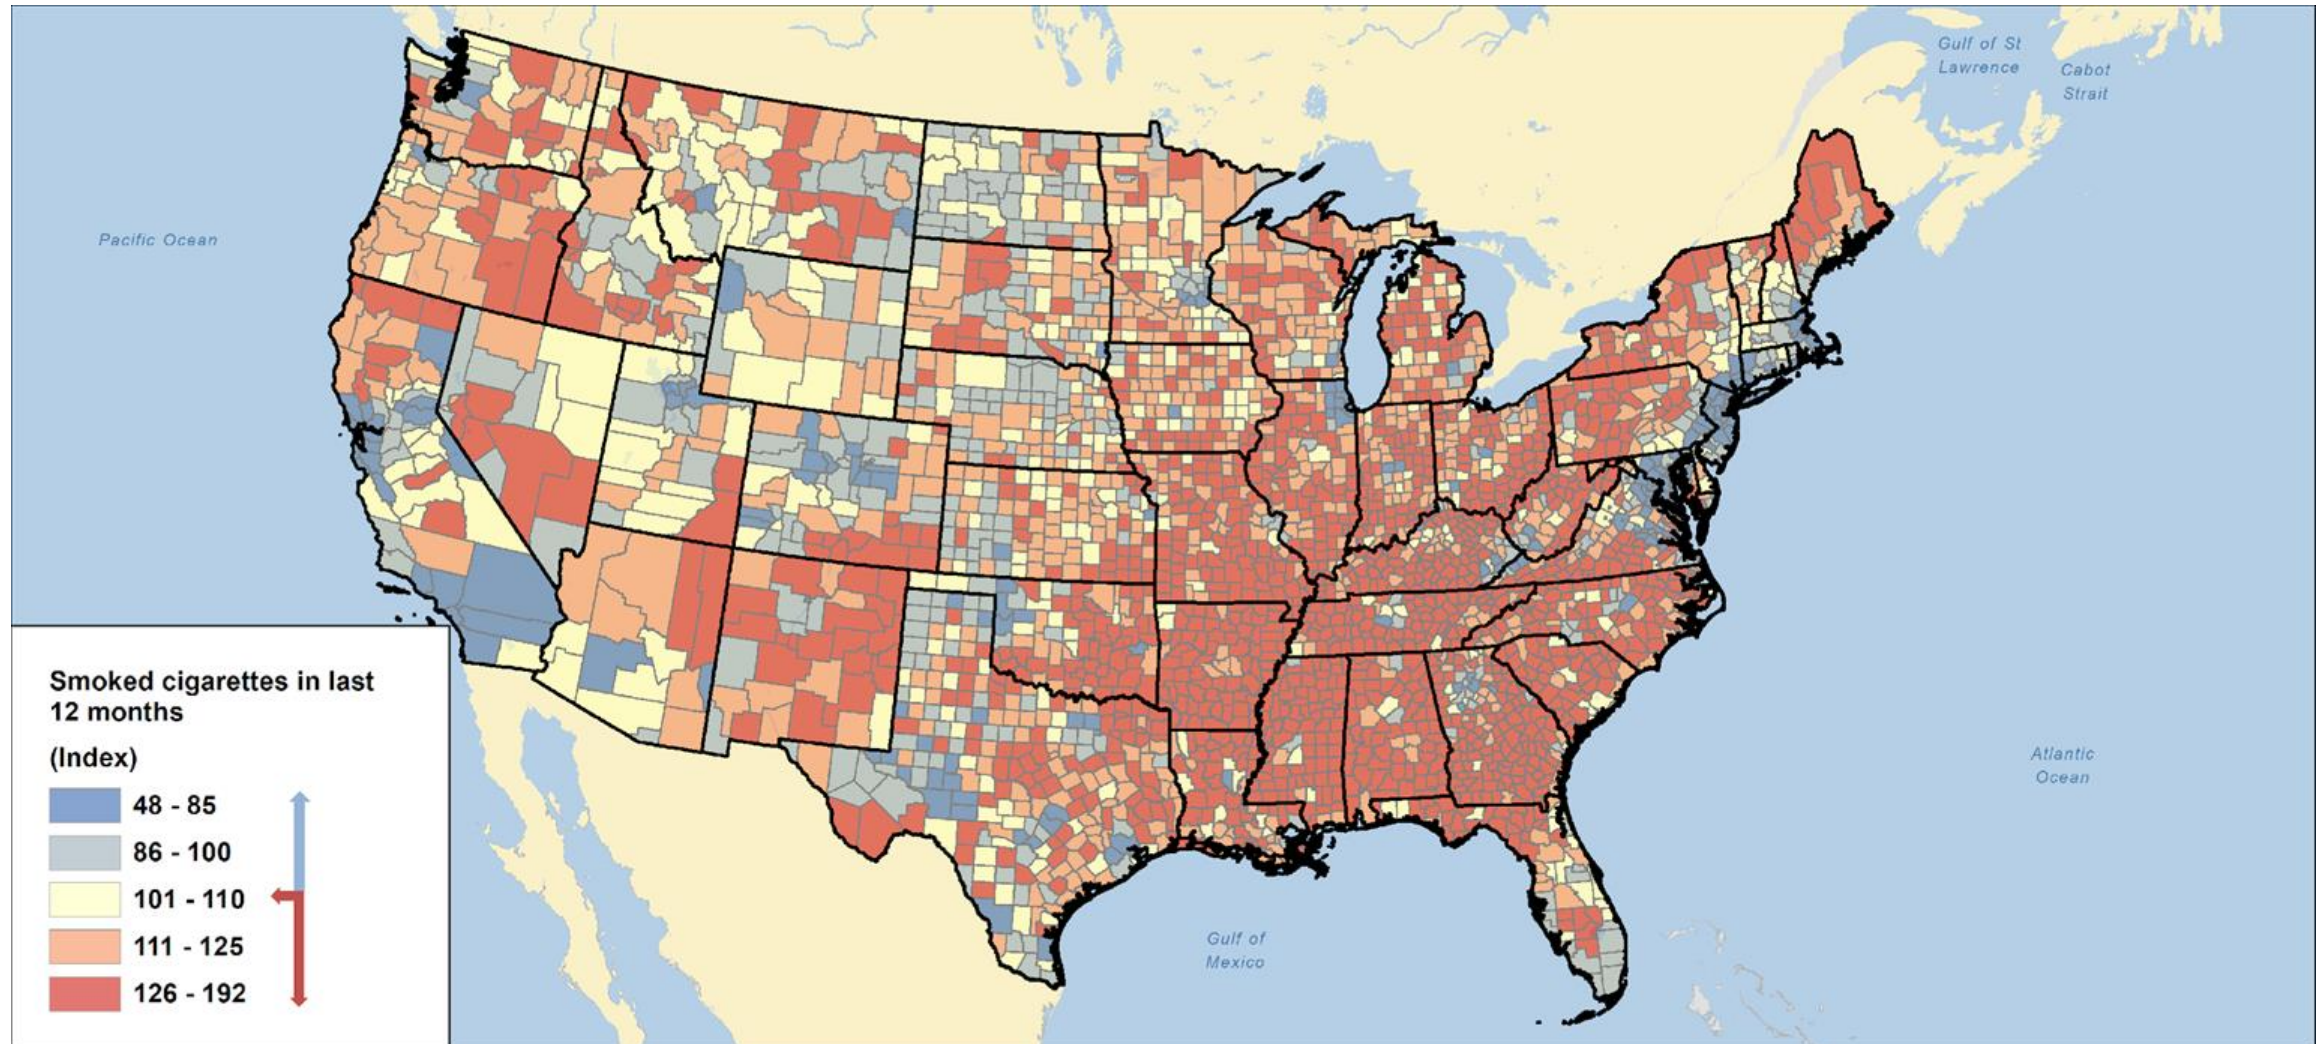 Gulf of St
Lawrence
Cabot
Strait
Pacific Ocean
Smoked cigarettes in last
12 months
(Index)
48 - 85
86 - 100
101 - 110
111 - 125
126 - 192
Atlantic
Ocean
Gulf of
Mexico